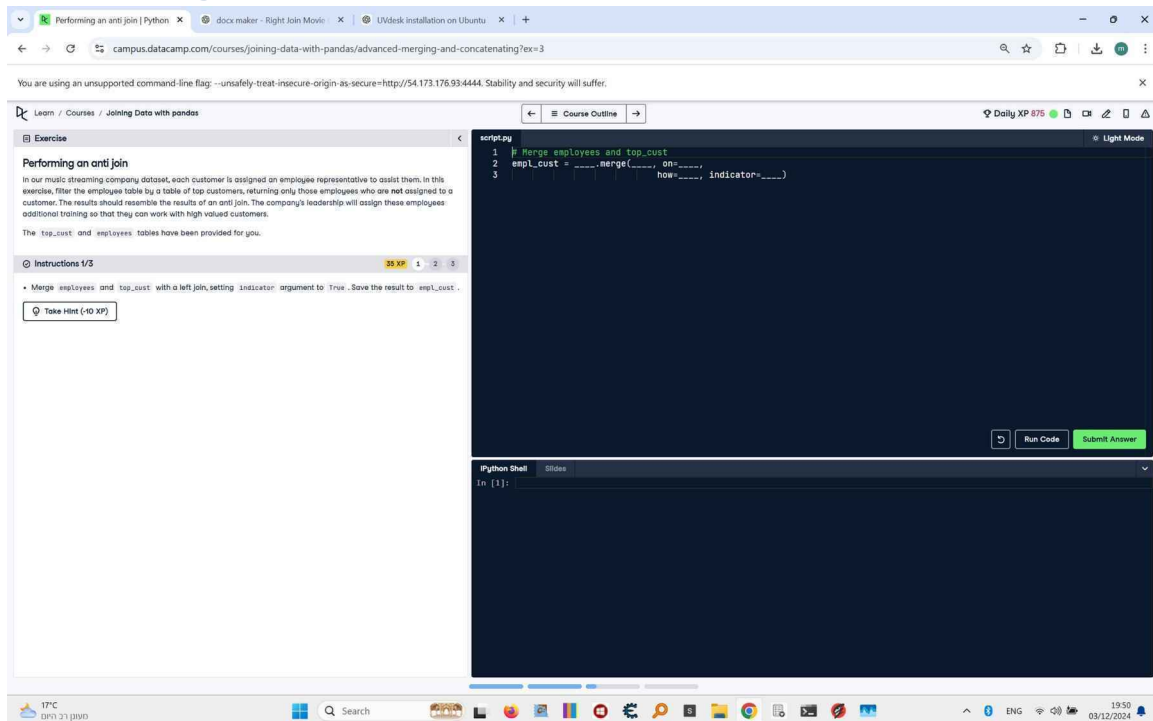 Performing an anti join | Python
docx maker - Right Join Movie
UVdesk installation on Ubuntu
campus.datacamp.com/courses/joining-data-with-pandas/advanced-merging-and-concatenating?ex=3
m
You are using an unsupported command-line flag: --unsafely-treat-insecure-origin-as-secure=http://54.173.176.93:4444. Stability and security will suffer.
Learn / Courses / Joining Data with pandas
Course Outline
Daily XP 875
Exercise
Performing an anti join
In our music streaming company dataset, each customer is assigned an employee representative to assist them. In this
exercise, filter the employee table by a table of top customers, returning only those employees who are not assigned to a
customer. The results should resemble the results of an anti join. The company's leadership will assign these employees
additional training so that they can work with high valued customers.
The top_cust and employees tables have been provided for you.
Instructions 1/3
35 XP 1 2 3
• Merge employees and top_cust with a left join, setting indicator argument to True. Save the result to empl_cust.
Take Hint (-10 XP)
script.py
Light Mode
1 # Merge employees and top_cust
2 empl_cust = ____.merge(____, on=____,
3 how=____, indicator=____)
Run Code
Submit Answer
IPython Shell
Slides
In [1]:
17°C
מעונן רב היום
Search
ENG
19:50
03/12/2024